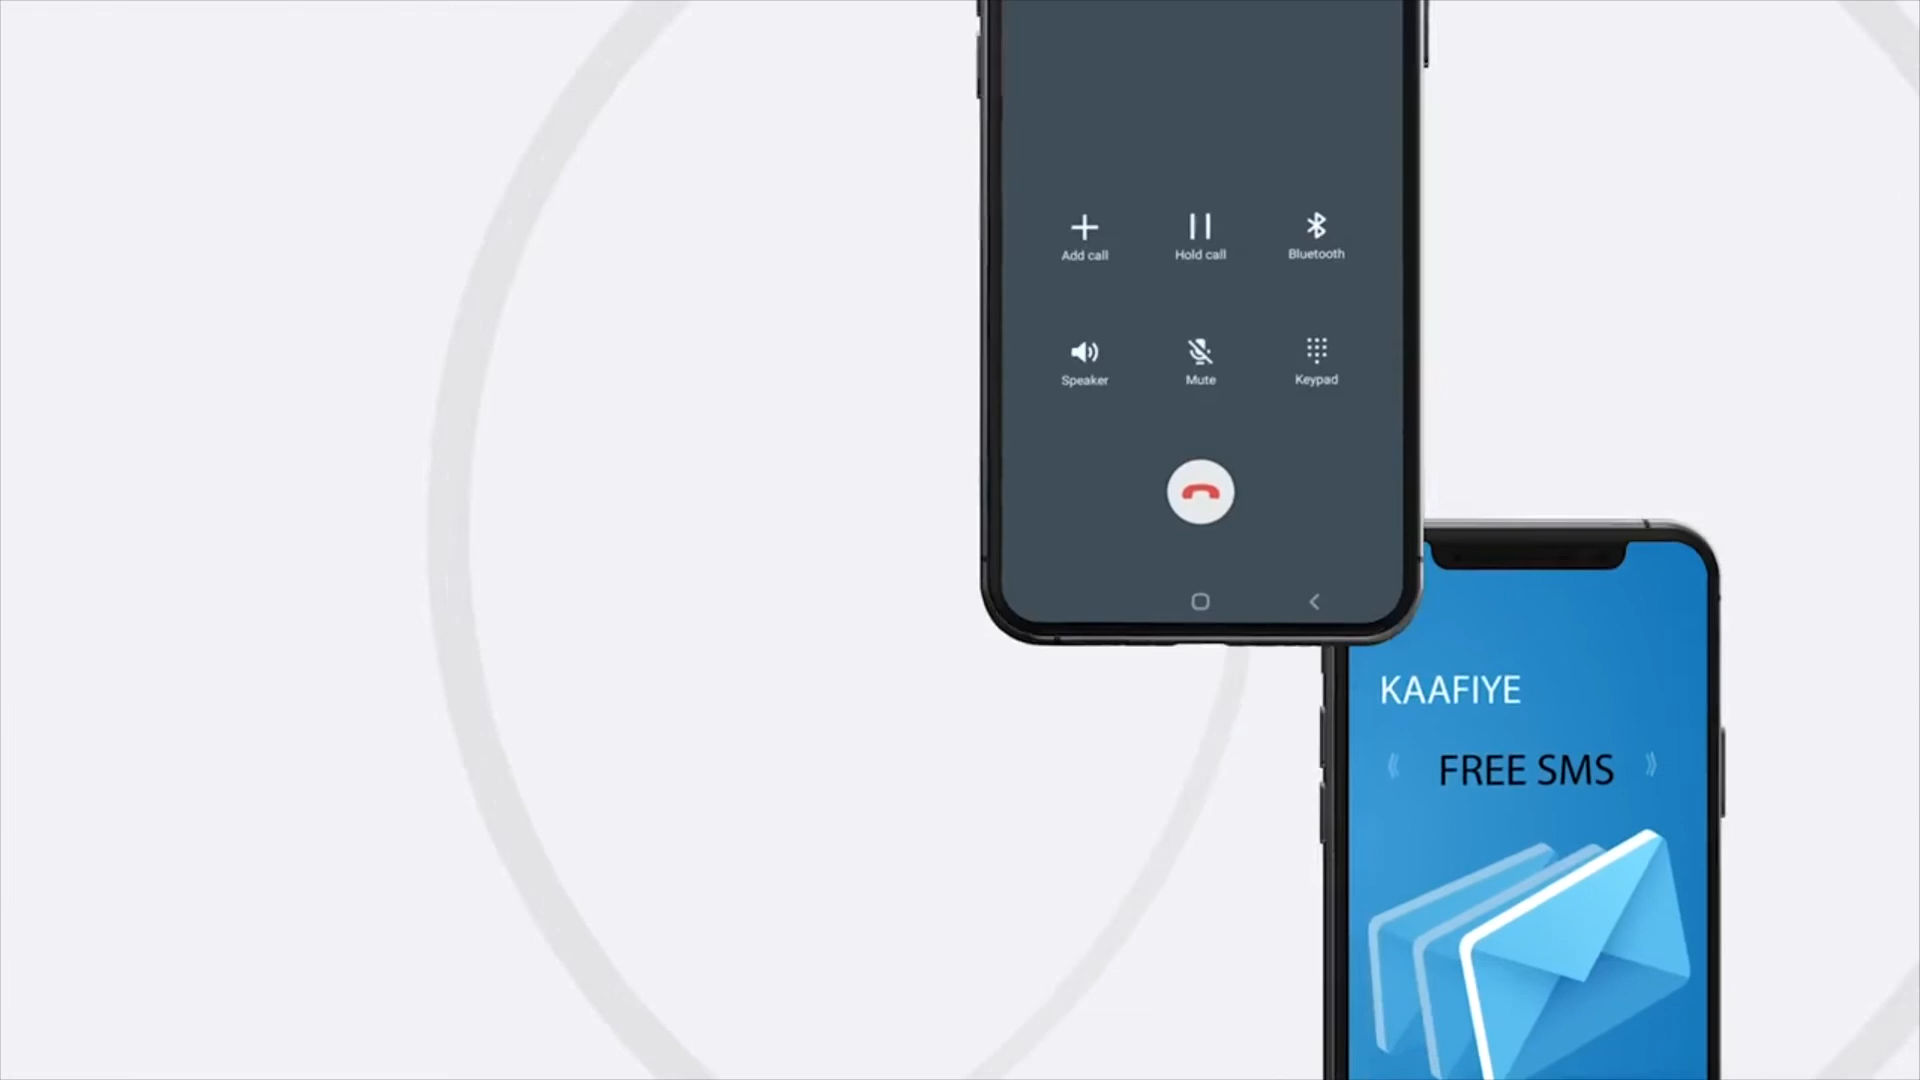 Add call
Hold call
Bluetooth
Speaker
Mute
Keypad
KAAFIYE
FREE SMS